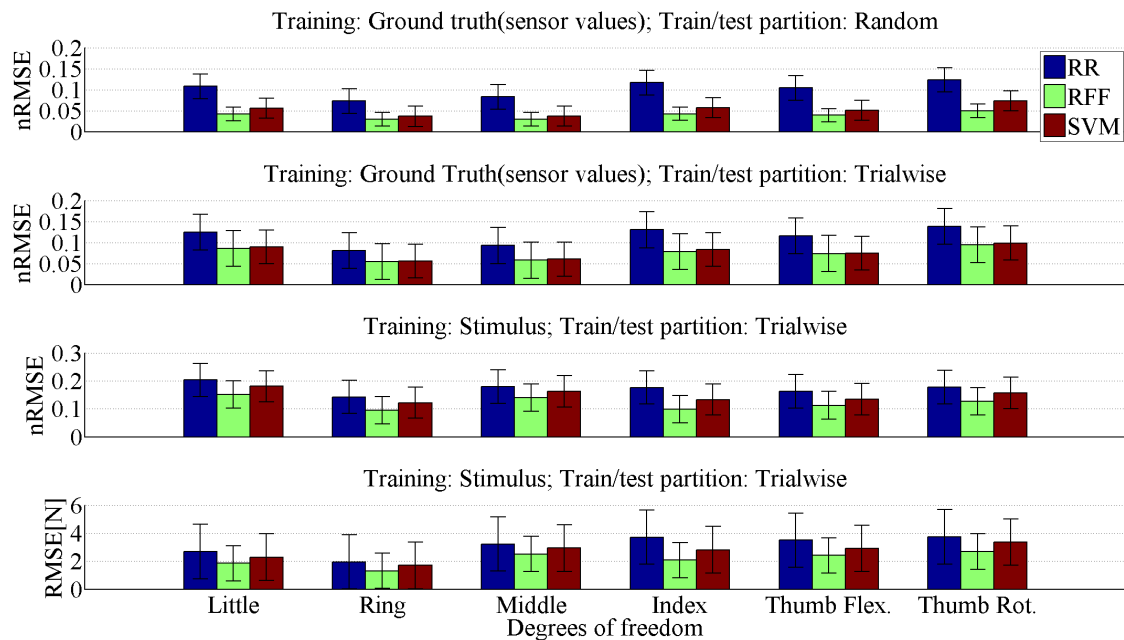 Training: Ground truth(sensor values); Train/test partition: Random
nRMSE
0.2
0.15
0.1
0.05
0
RR
RFF
SVM
Training: Ground Truth(sensor values); Train/test partition: Trialwise
nRMSE
0.2
0.15
0.1
0.05
0
Training: Stimulus; Train/test partition: Trialwise
nRMSE
0.3
0.2
0.1
0
Training: Stimulus; Train/test partition: Trialwise
RMSE[N]
6
4
2
0
Little Ring Middle Index Thumb Flex. Thumb Rot.
Degrees of freedom